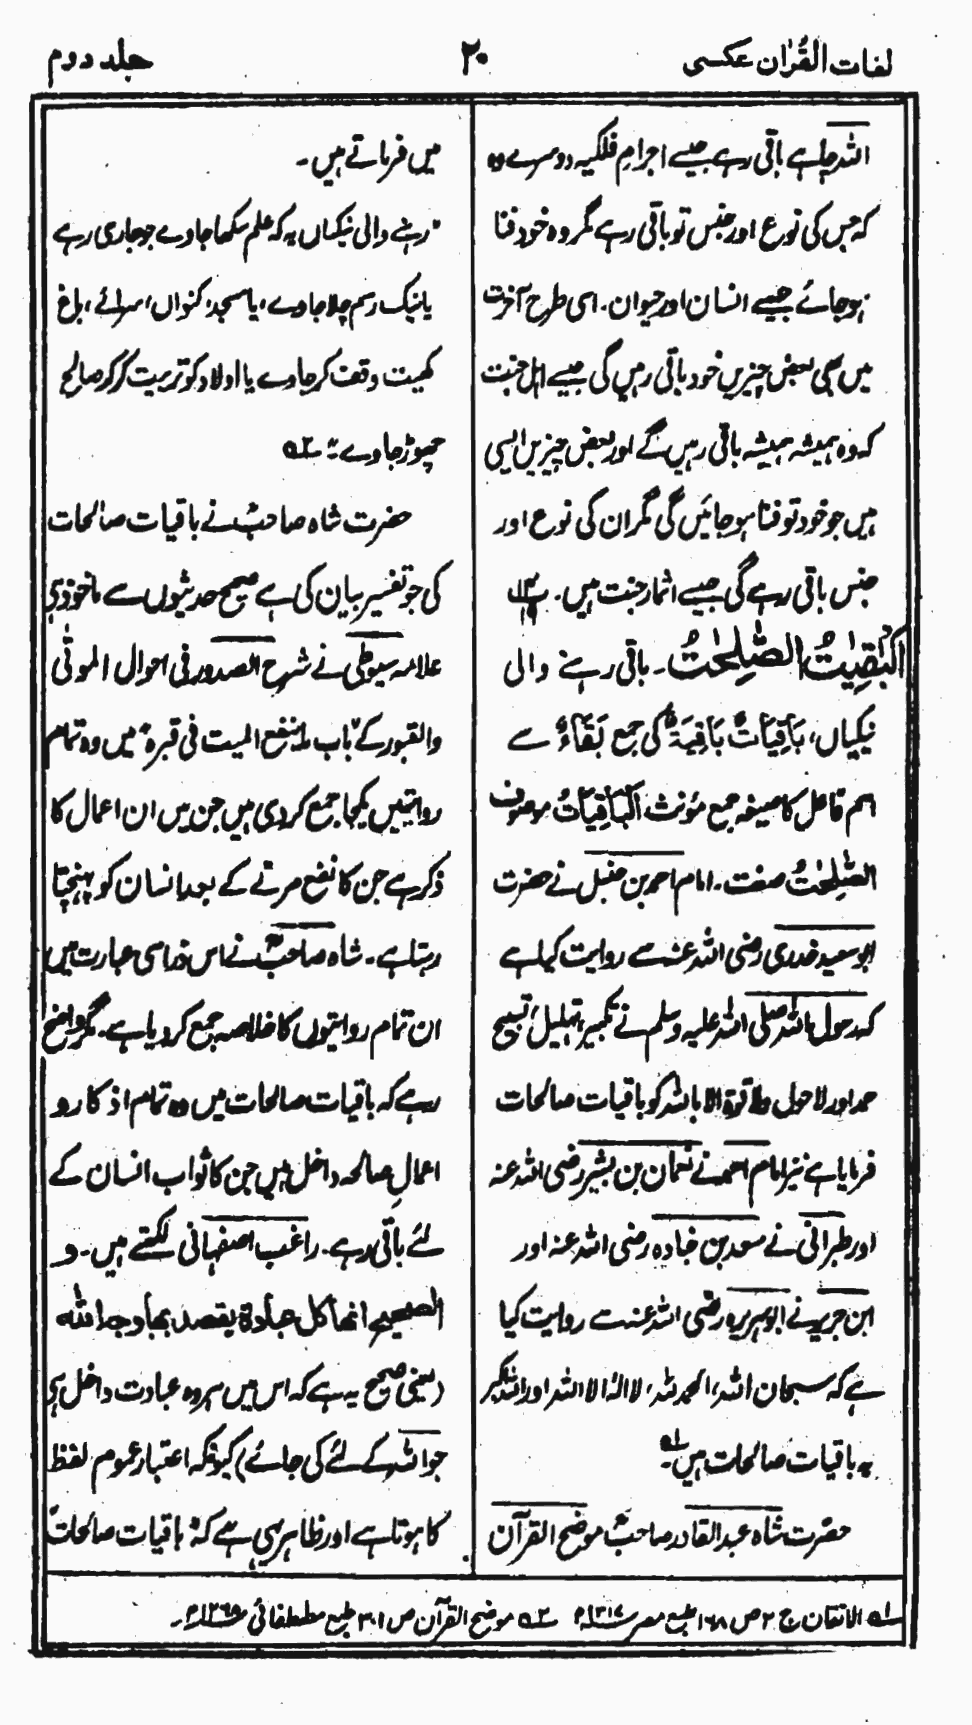 لغات القُرآن عکسی
۲۰
جلد دوم
اللہ چاہے باقی رہے جیسے اجرامِ فلکیہ دوسرے وہ
کہ جس کی نوع اور جنس تو باقی رہے مگر وہ خود فنا
ہوجائے جیسے انسان اور حیوان۔ اسی طرح آخرت
میں بھی بعض چیزیں خود باقی رہیں گی جیسے اہل جنت
کہ وہ ہمیشہ ہمیشہ باقی رہیں گے اور بعض چیزیں ایسی
ہیں جو خود تو فنا ہوجائیں گی مگر ان کی نوع اور
جنس باقی رہے گی جیسے اثمار جنت ہیں۔
اَلْبٰقِیٰتُ الصّٰلِحٰتُ۔ باقی رہنے والی
نیکیاں، بَاقِیَاتٌ بَاقِیَۃٌ کی جمع بَقَاءٌ سے
اسم فاعل کا صیغہ جمع مؤنث اَلْبَاقِیَاتُ موصوف
الصّٰلِحٰتُ صفت۔ امام احمد بن حنبل نے حضرت
ابو سعید خدری رضی اللہ عنہ سے روایت کیا ہے
کہ رسول اللہ صلی اللہ علیہ وسلم نے تکبیر، تہلیل، تسبیح
حمد اور لاحول ولا قوۃ الا باللہ کو باقیات صالحات
فرمایا ہے نیز امام احمد نے نعمان بن بشیر رضی اللہ عنہ
اور طبرانی نے سعد بن عبادہ رضی اللہ عنہ اور
ابن جریر نے ابوہریرہ رضی اللہ عنہ سے روایت کیا
ہے کہ سبحان اللہ، الحمد للہ، لا الہ الا اللہ اور اللہ اکبر
یہ باقیات صالحات ہیں۔ لہ
حضرت شاہ عبد القادر صاحبؒ موضح القرآن
میں فرماتے ہیں۔
"رہنے والی نیکیاں یہ کہ علم سکھا جاوے جو جاری رہے
یا نیک رسم چلا جاوے، یا مسجد، کنواں، سرائے، باغ
کھیت وقف کر جاوے یا اولاد کو تربیت کر کر صالح
چھوڑ جاوے" ۲ہ
حضرت شاہ صاحبؒ نے باقیات صالحات
کی جو تفسیر بیان کی ہے صحیح حدیثوں سے ماخوذ ہے
علامہ سیوطی نے شرح الصدور فی احوال الموتٰی
والقبور کے "باب ما ینفع المیت فی قبرہ" میں وہ تمام
روایتیں یکجا جمع کر دی ہیں جن میں ان اعمال کا
ذکر ہے جن کا نفع مرنے کے بعد انسان کو پہنچتا
رہتا ہے۔ شاہ صاحبؒ نے اس ذرا سی عبارت میں
ان تمام روایتوں کا خلاصہ جمع کر دیا ہے۔ مگر واضح
رہے کہ باقیات صالحات میں وہ تمام اذکار و
اعمالِ صالحہ داخل ہیں جن کا ثواب انسان کے
لئے باقی رہے۔ راغب اصفہانی لکھتے ہیں۔ و
الصحیح انھا کل عبادۃ یقصد بھا وجہ اللہ
(یعنی صحیح یہ ہے کہ اس میں ہر وہ عبادت داخل ہے
جو اللہ کے لئے کی جائے) کیونکہ اعتبار عموم لفظ
کا ہوتا ہے اور ظاہر یہی ہے کہ "باقیات صالحات"
لہ الاتقان ج ۲ ص ۱۶۸ طبع مصر ۱۳۱۷ھ ۲ہ موضح القرآن ص ۳۰۱ طبع مصطفائی